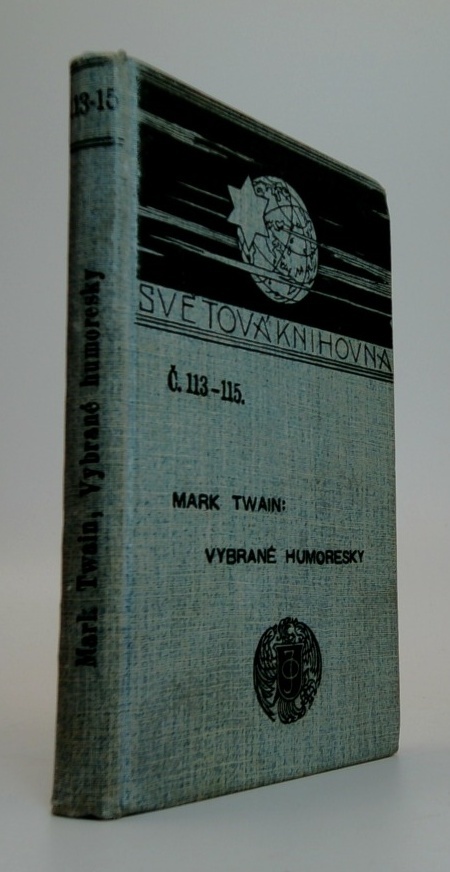 113-15
Mark Twain, Vybrané humoresky
SVĚTOVÁ KNIHOVNA
Č. 113-115.
MARK TWAIN:
VYBRANÉ HUMORESKY